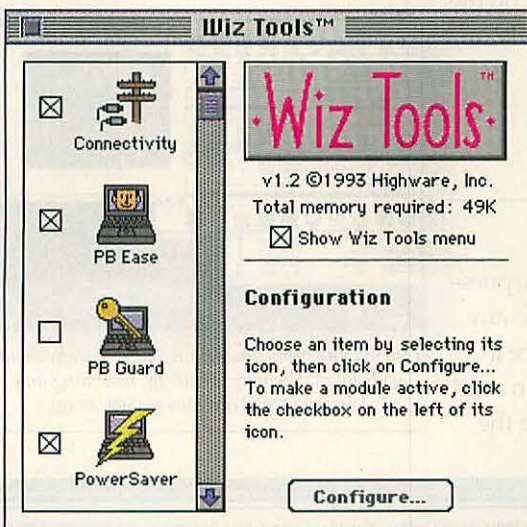 Wiz Tools™
Connectivity
PB Ease
PB Guard
PowerSaver
·Wiz Tools·™
v1.2 ©1993 Highware, Inc.
Total memory required: 49K
Show Wiz Tools menu
Configuration
Choose an item by selecting its
icon, then click on Configure...
To make a module active, click
the checkbox on the left of its
icon.
Configure...